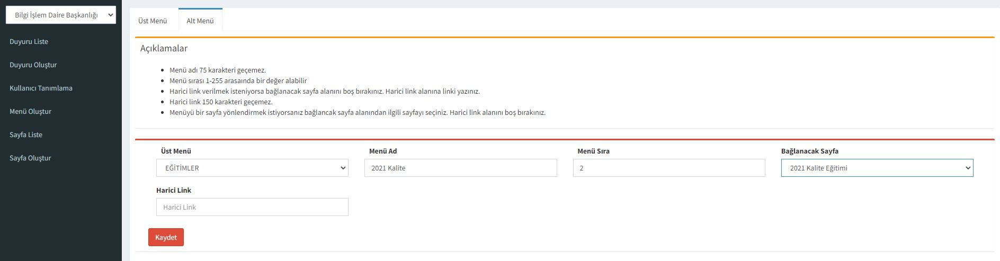 Bilgi İşlem Daire Başkanlığı
Duyuru Liste
Duyuru Oluştur
Kullanıcı Tanımlama
Menü Oluştur
Sayfa Liste
Sayfa Oluştur
Üst Menü
Alt Menü
Açıklamalar
Menü adı 75 karakteri geçemez.
Menü sırası 1-255 arasaında bir değer alabilir
Harici link verilmek isteniyorsa bağlanacak sayfa alanını boş bırakınız. Harici link alanına linki yazınız.
Harici link 150 karakteri geçemez.
Menüyü bir sayfa yönlendirmek istiyorsanız bağlancak sayfa alanından ilgili sayfayı seçiniz. Harici link alanını boş bırakınız.
Üst Menü
EĞİTİMLER
Menü Ad
2021 Kalite
Menü Sıra
2
Bağlanacak Sayfa
2021 Kalite Eğitimi
Harici Link
Harici Link
Kaydet